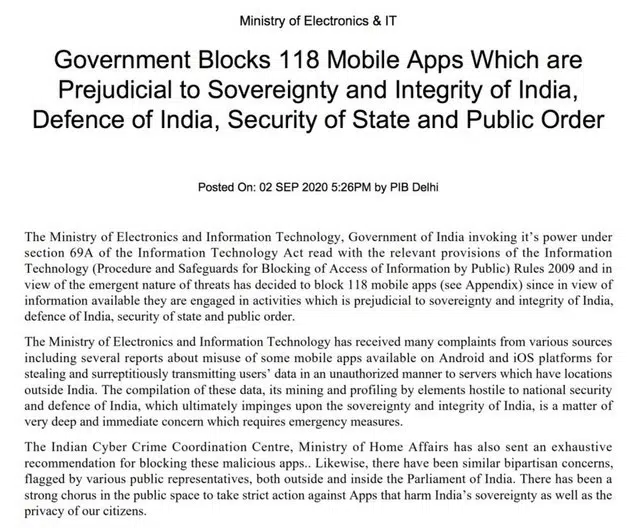 Ministry of Electronics & IT
Government Blocks 118 Mobile Apps Which are
Prejudicial to Sovereignty and Integrity of India,
Defence of India, Security of State and Public Order
Posted On: 02 SEP 2020 5:26PM by PIB Delhi
The Ministry of Electronics and Information Technology, Government of India invoking it's power under
section 69A of the Information Technology Act read with the relevant provisions of the Information
Technology (Procedure and Safeguards for Blocking of Access of Information by Public) Rules 2009 and in
view of the emergent nature of threats has decided to block 118 mobile apps (see Appendix) since in view of
information available they are engaged in activities which is prejudicial to sovereignty and integrity of India,
defence of India, security of state and public order.
The Ministry of Electronics and Information Technology has received many complaints from various sources
including several reports about misuse of some mobile apps available on Android and iOS platforms for
stealing and surreptitiously transmitting users' data in an unauthorized manner to servers which have locations
outside India. The compilation of these data, its mining and profiling by elements hostile to national security
and defence of India, which ultimately impinges upon the sovereignty and integrity of India, is a matter of
very deep and immediate concern which requires emergency measures.
The Indian Cyber Crime Coordination Centre, Ministry of Home Affairs has also sent an exhaustive
recommendation for blocking these malicious apps.. Likewise, there have been similar bipartisan concerns,
flagged by various public representatives, both outside and inside the Parliament of India. There has been a
strong chorus in the public space to take strict action against Apps that harm India's sovereignty as well as the
privacy of our citizens.